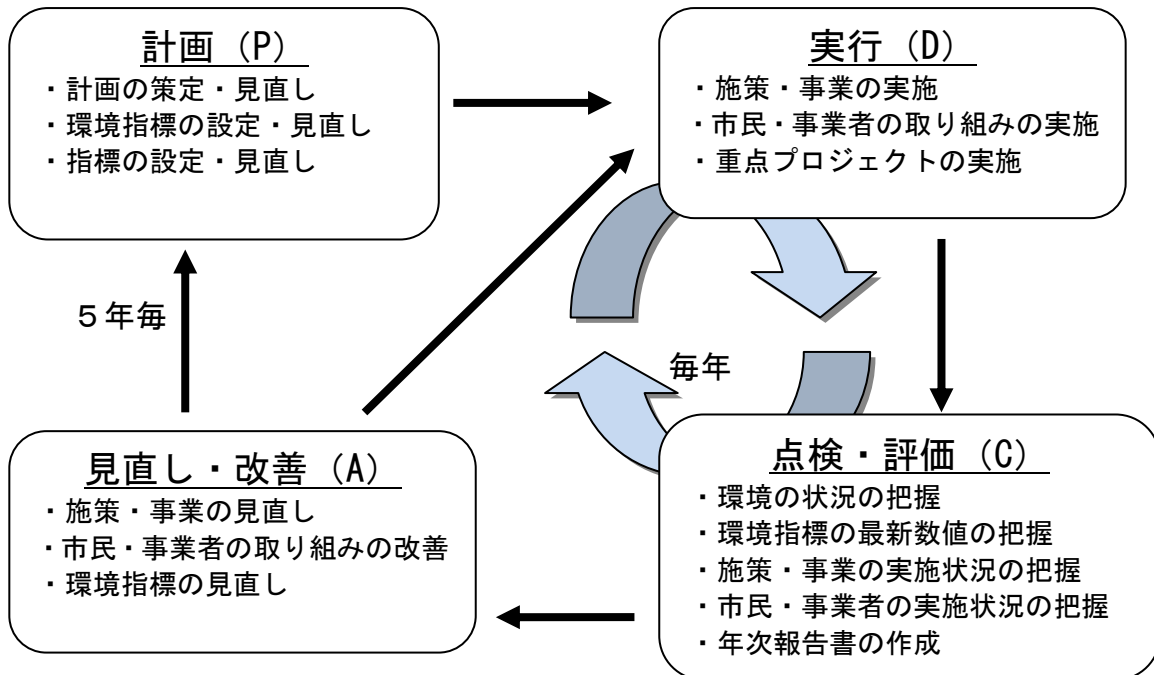 計画（P）
・計画の策定・見直し
・環境指標の設定・見直し
・指標の設定・見直し
実行（D）
・施策・事業の実施
・市民・事業者の取り組みの実施
・重点プロジェクトの実施
５年毎
毎年
見直し・改善（A）
・施策・事業の見直し
・市民・事業者の取り組みの改善
・環境指標の見直し
点検・評価（C）
・環境の状況の把握
・環境指標の最新数値の把握
・施策・事業の実施状況の把握
・市民・事業者の実施状況の把握
・年次報告書の作成